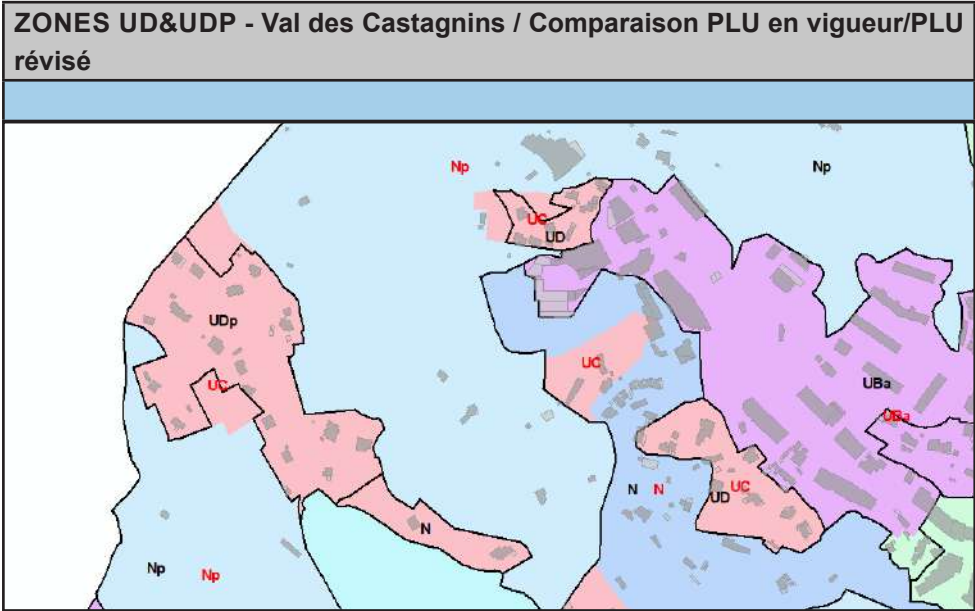 ZONES UD&UDP - Val des Castagnins / Comparaison PLU en vigueur/PLU
révisé
Np
Np
UC
UD
UDp
UC
UC
UBa
UBa
N
N
UC
UD
N
Np
Np